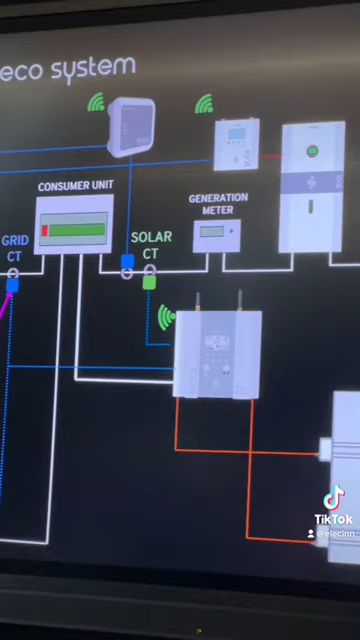 eco system
CONSUMER UNIT
GENERATION
METER
GRID
CT
SOLAR
CT
TikTok
@elecinn